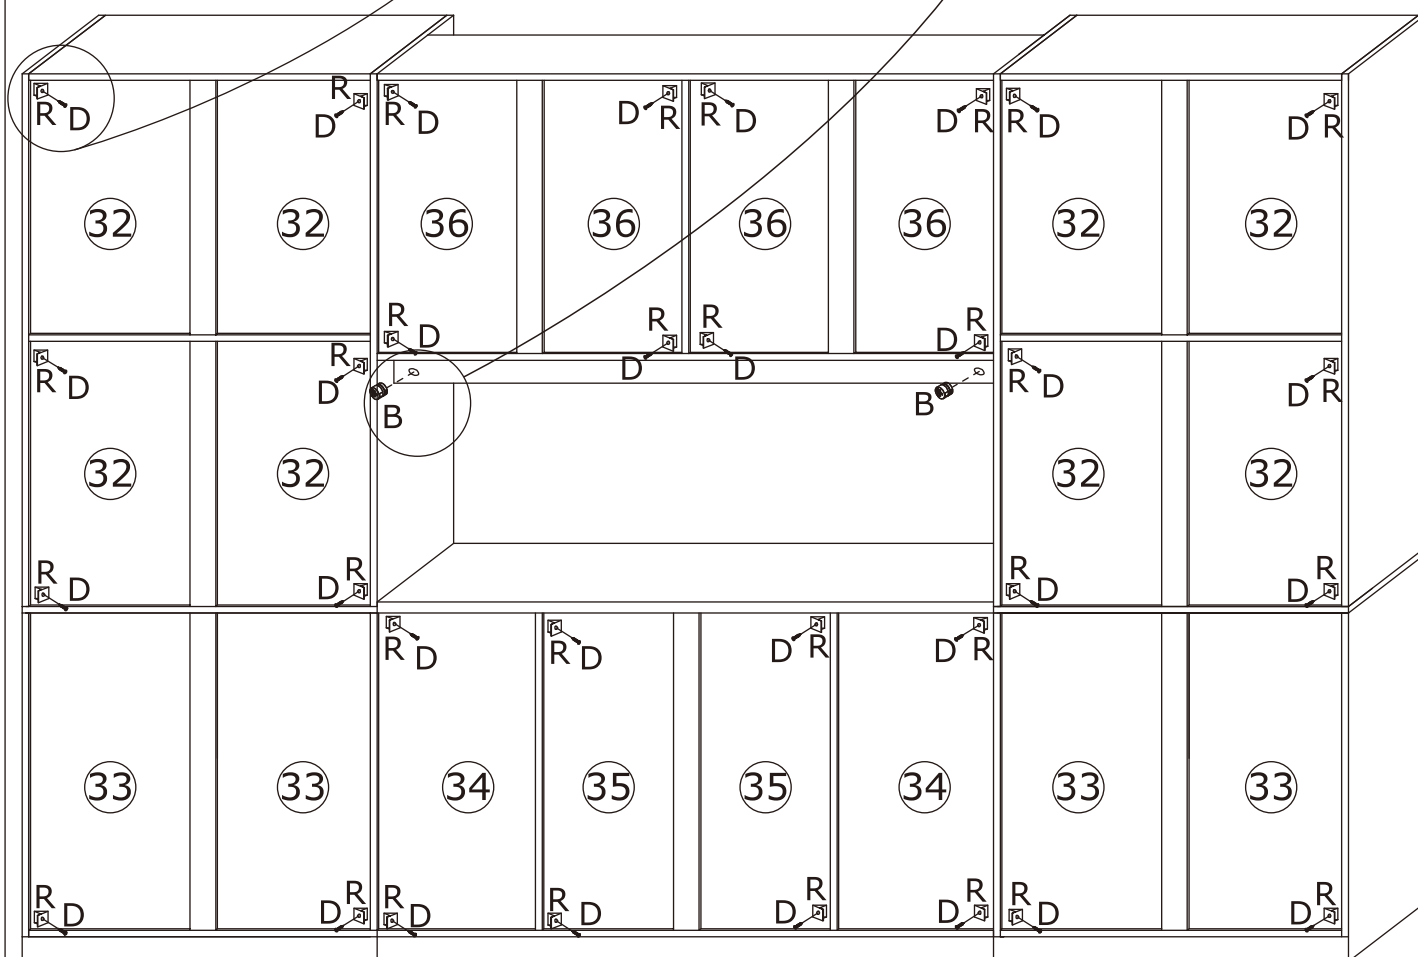 R D R D R D D R R D D R R D D R
32 32 36 36 36 36 32 32
R D R D R D R D
R D R D B B R D D R
32 32 32 32
R D D R R D D R
R D R D D R D R
33 33 34 35 35 34 33 33
R D R D R D R D R D R D R D R D